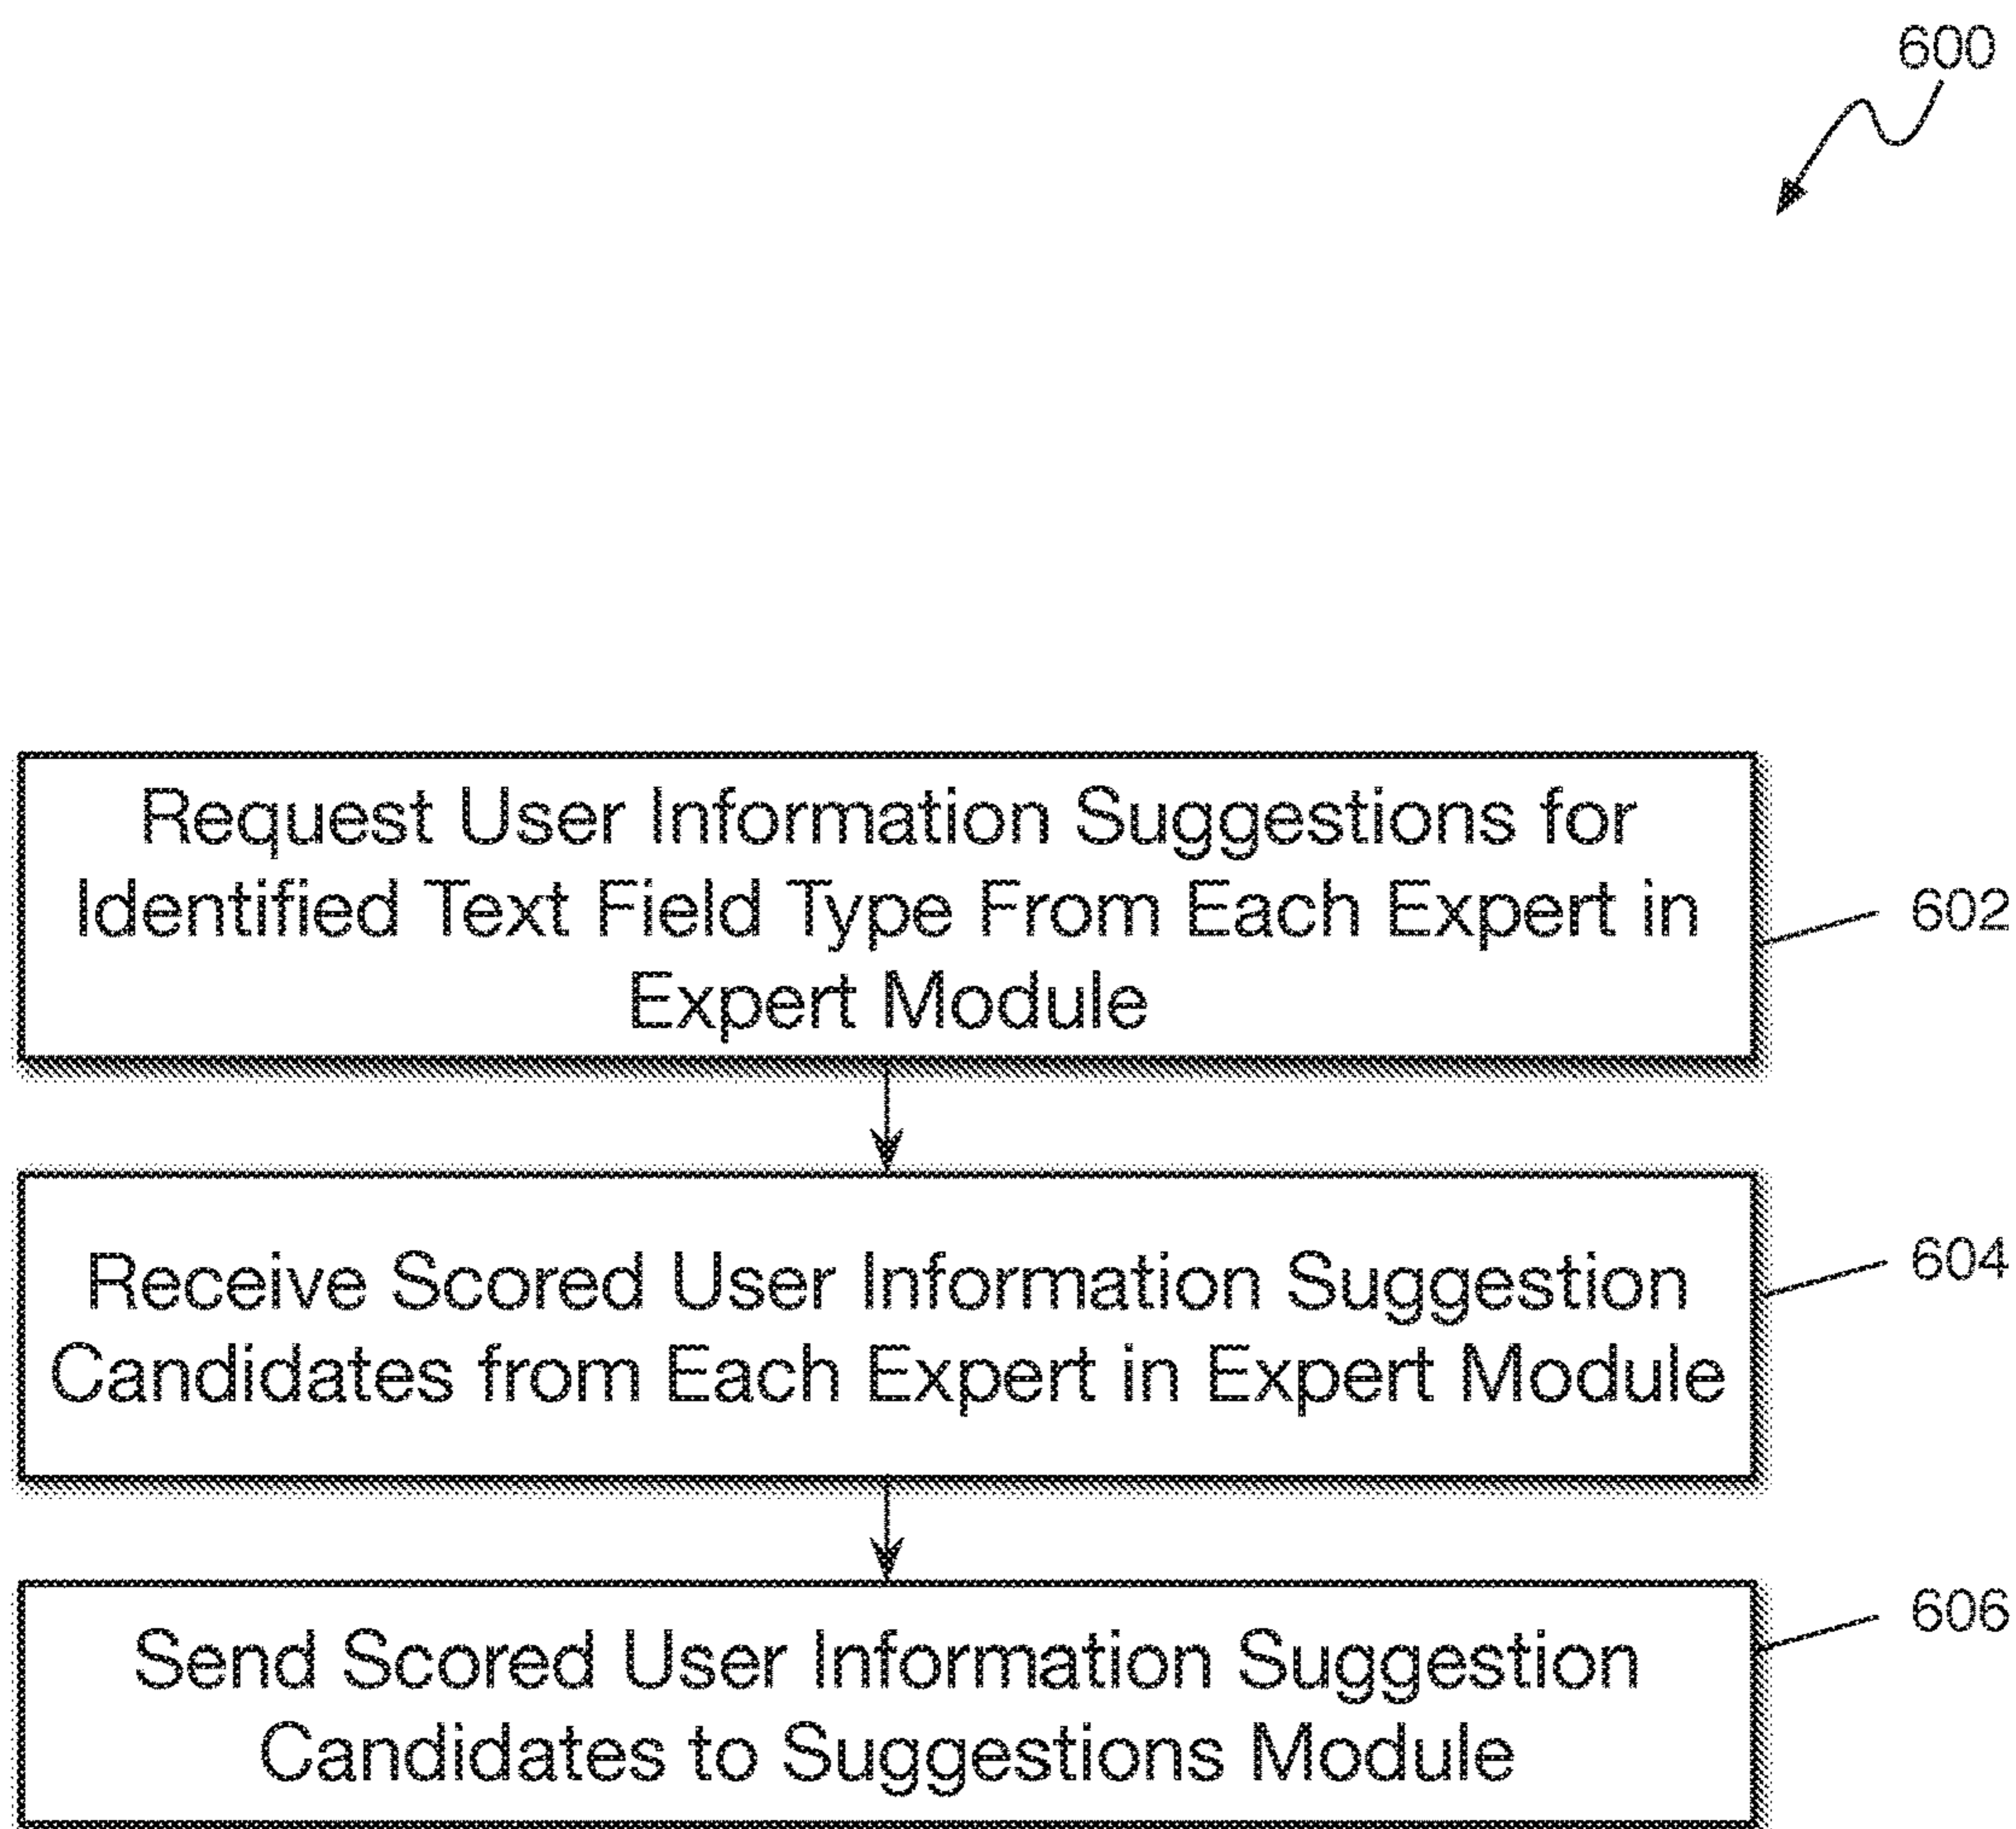 600
Request User Information Suggestions for
Identified Text Field Type From Each Expert in
Expert Module
602
Receive Scored User Information Suggestion
Candidates from Each Expert in Expert Module
604
Send Scored User Information Suggestion
Candidates to Suggestions Module
606